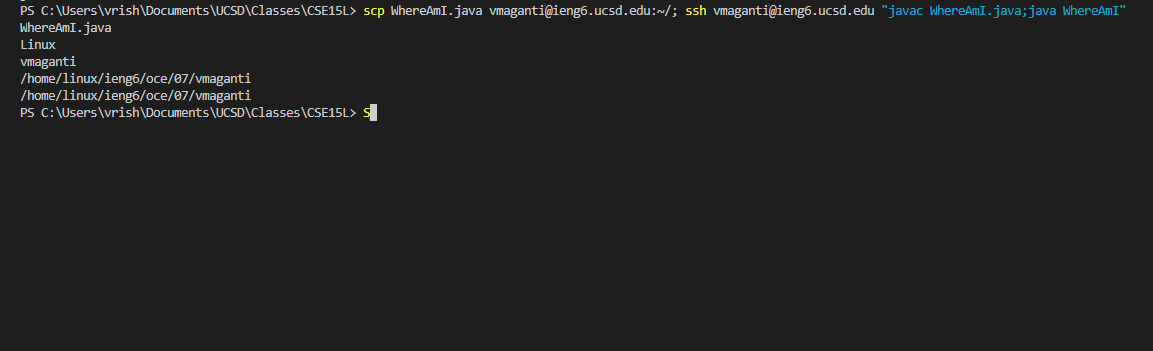 PS C:\Users\vrish\Documents\UCSD\Classes\CSE15L> scp WhereAmI.java vmaganti@ieng6.ucsd.edu:~/; ssh vmaganti@ieng6.ucsd.edu "javac WhereAmI.java;java WhereAmI"
WhereAmI.java
Linux
vmaganti
/home/linux/ieng6/oce/07/vmaganti
/home/linux/ieng6/oce/07/vmaganti
PS C:\Users\vrish\Documents\UCSD\Classes\CSE15L> S